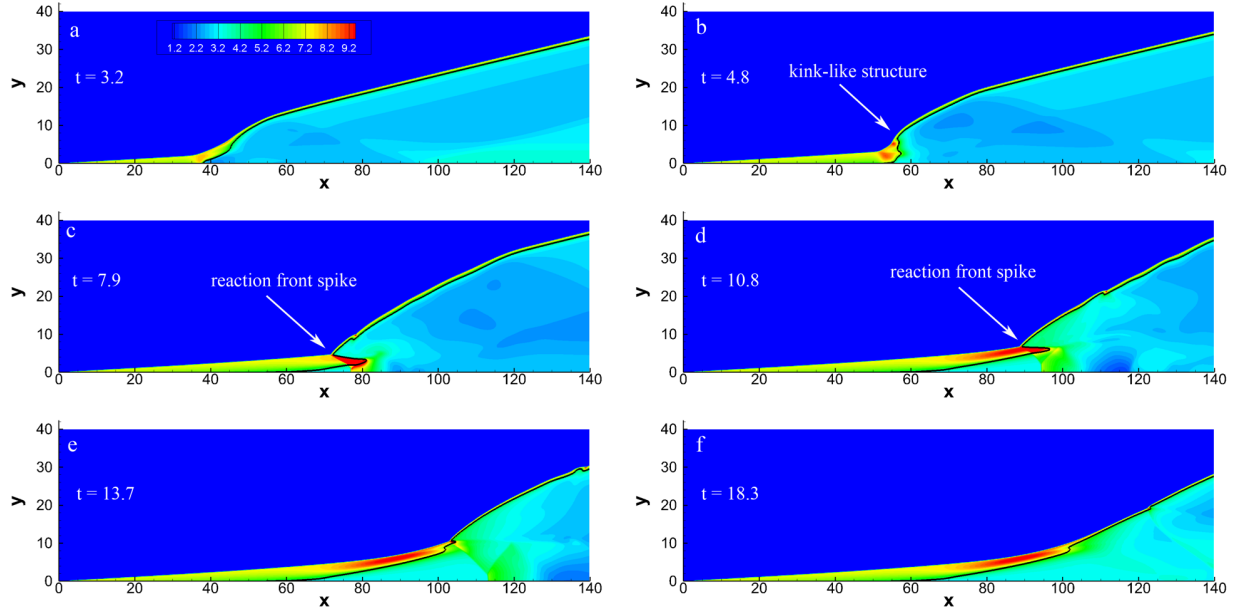 40
a
30
1.2 2.2 3.2 4.2 5.2 6.2 7.2 8.2 9.2
y
20
t = 3.2
10
0
0 20 40 60 80 100 120 140
x
40
b
30
y
20
t = 4.8
kink-like structure
10
0
0 20 40 60 80 100 120 140
x
40
c
30
y
20
t = 7.9
reaction front spike
10
0
0 20 40 60 80 100 120 140
x
40
d
30
y
20
t = 10.8
reaction front spike
10
0
0 20 40 60 80 100 120 140
x
40
e
30
y
20
t = 13.7
10
0
0 20 40 60 80 100 120 140
x
40
f
30
y
20
t = 18.3
10
0
0 20 40 60 80 100 120 140
x